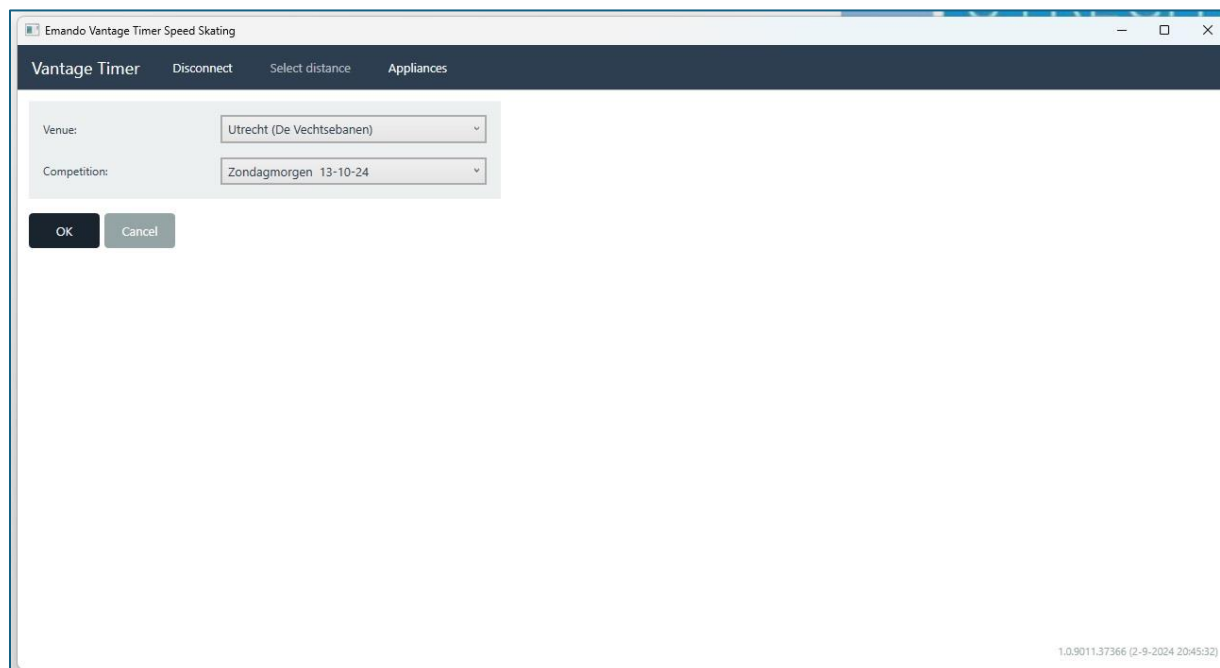 Emando Vantage Timer Speed Skating
Vantage Timer Disconnect Select distance Appliances
Venue: Utrecht (De Vechtsebanen)
Competition: Zondagmorgen 13-10-24
OK Cancel
1.0.9011.37366 (2-9-2024 20:45:32)